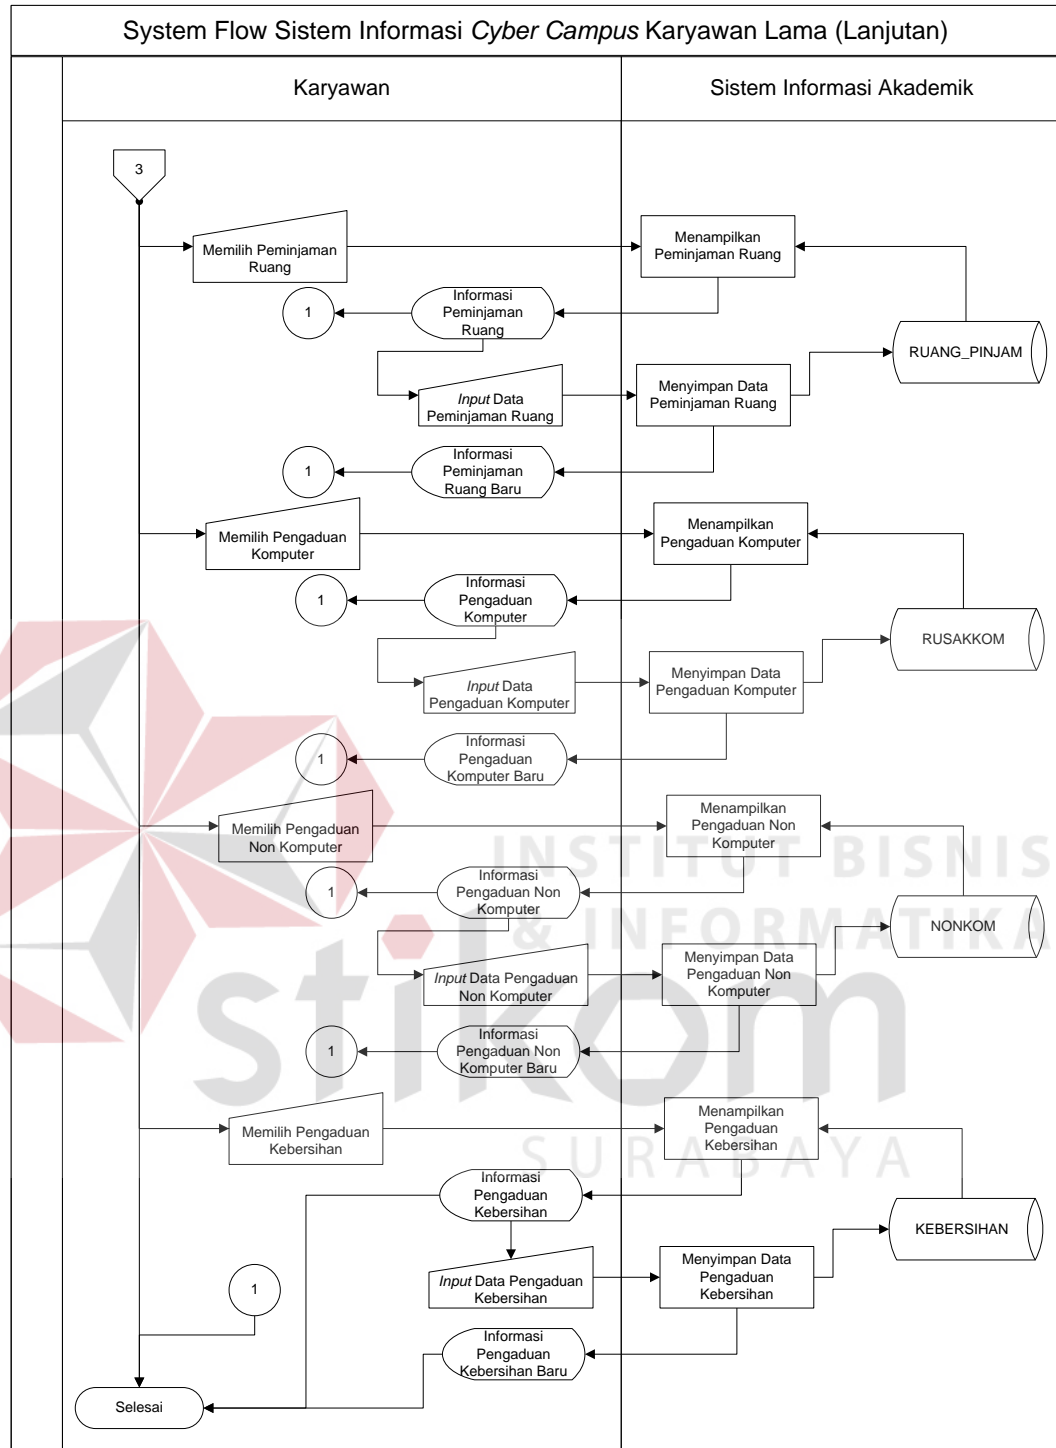 System Flow Sistem Informasi Cyber Campus Karyawan Lama (Lanjutan)
Karyawan
Sistem Informasi Akademik
3
Memilih Peminjaman
Ruang
Menampilkan
Peminjaman Ruang
1
Informasi
Peminjaman
Ruang
RUANG_PINJAM
Input Data
Peminjaman Ruang
Menyimpan Data
Peminjaman Ruang
1
Informasi
Peminjaman
Ruang Baru
Memilih Pengaduan
Komputer
Menampilkan
Pengaduan Komputer
1
Informasi
Pengaduan
Komputer
RUSAKKOM
Input Data
Pengaduan Komputer
Menyimpan Data
Pengaduan Komputer
1
Informasi
Pengaduan
Komputer Baru
Memilih Pengaduan
Non Komputer
Menampilkan
Pengaduan Non
Komputer
INSTITUT BISNIS
1
Informasi
Pengaduan Non
Komputer
NONKOM
& INFORMATIKA
Input Data Pengaduan
Non Komputer
Menyimpan Data
Pengaduan Non
Komputer
stikom
1
Informasi
Pengaduan Non
Komputer Baru
Memilih Pengaduan
Kebersihan
Menampilkan
Pengaduan
Kebersihan
SURABAYA
Informasi
Pengaduan
Kebersihan
KEBERSIHAN
Input Data Pengaduan
Kebersihan
Menyimpan Data
Pengaduan
Kebersihan
1
Informasi
Pengaduan
Kebersihan Baru
Selesai